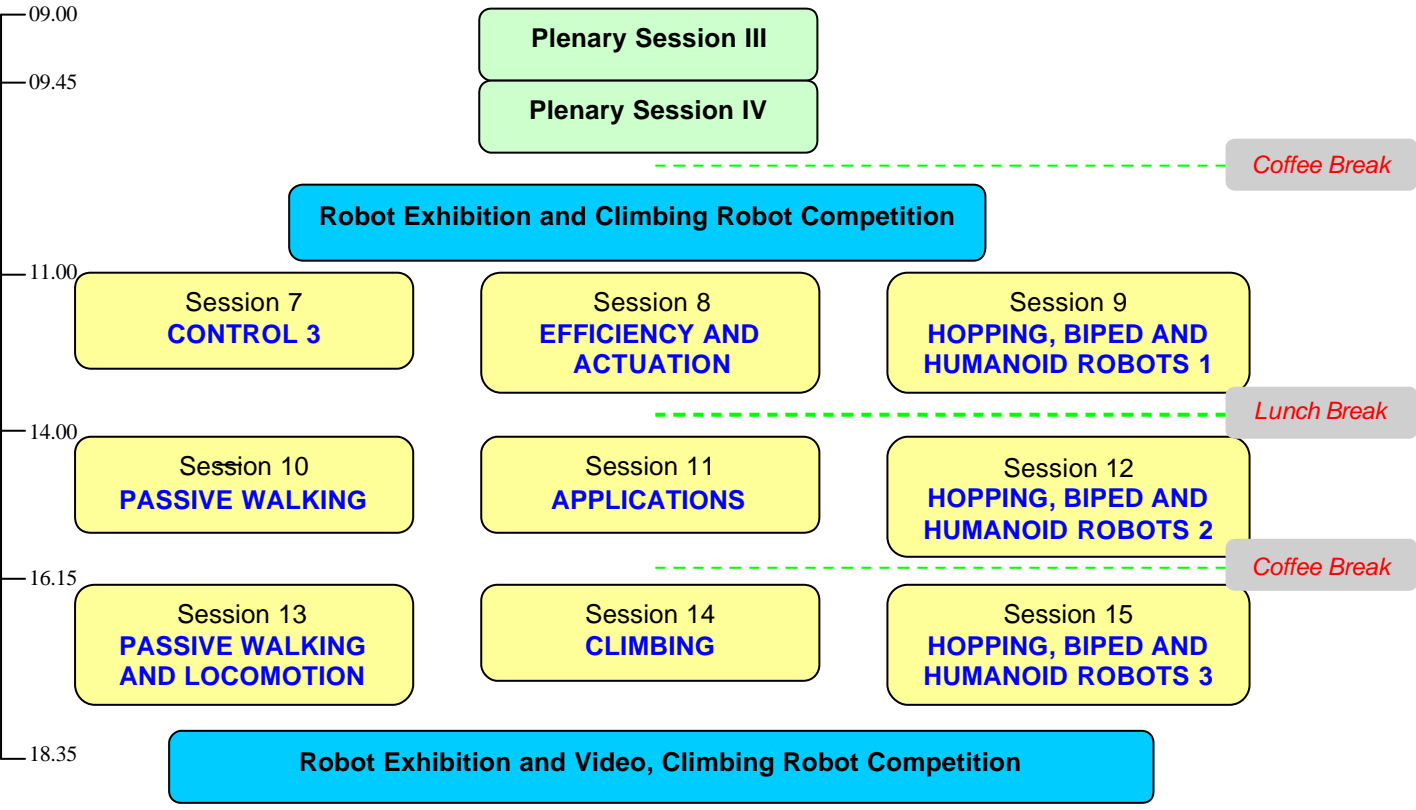 09.00
Plenary Session III
09.45
Plenary Session IV
Coffee Break
Robot Exhibition and Climbing Robot Competition
11.00
Session 7
CONTROL 3
Session 8
EFFICIENCY AND
ACTUATION
Session 9
HOPPING, BIPED AND
HUMANOID ROBOTS 1
Lunch Break
14.00
Session 10
PASSIVE WALKING
Session 11
APPLICATIONS
Session 12
HOPPING, BIPED AND
HUMANOID ROBOTS 2
Coffee Break
16.15
Session 13
PASSIVE WALKING
AND LOCOMOTION
Session 14
CLIMBING
Session 15
HOPPING, BIPED AND
HUMANOID ROBOTS 3
18.35
Robot Exhibition and Video, Climbing Robot Competition